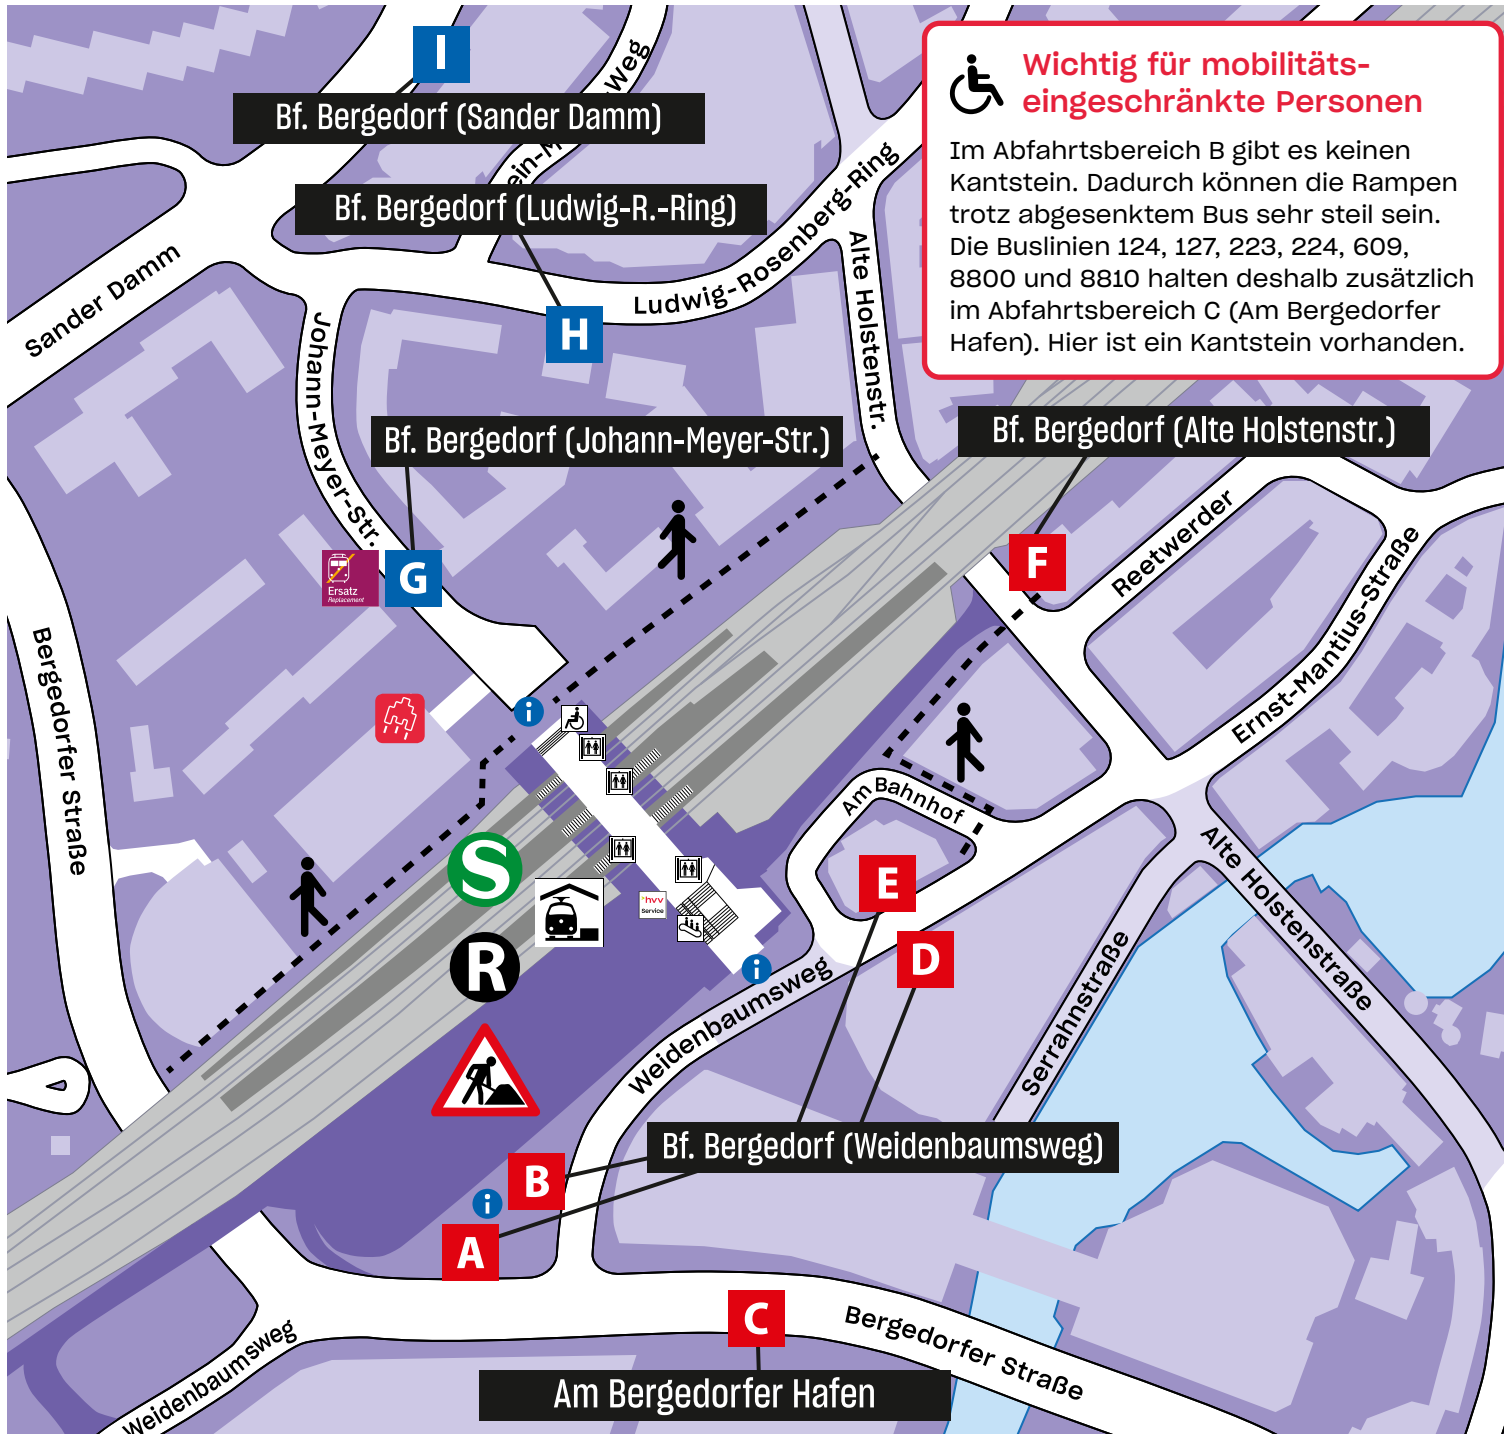 I
Bf. Bergedorf (Sander Damm)
Wichtig für mobilitäts-
eingeschränkte Personen
Im Abfahrtsbereich B gibt es keinen
Kantstein. Dadurch können die Rampen
trotz abgesenktem Bus sehr steil sein.
Die Buslinien 124, 127, 223, 224, 609,
8800 und 8810 halten deshalb zusätzlich
im Abfahrtsbereich C (Am Bergedorfer
Hafen). Hier ist ein Kantstein vorhanden.
ein-M
Weg
Bf. Bergedorf (Ludwig-R.-Ring)
Sander Damm
Ludwig-Rosenberg-Ring
Alte Holstenstr.
H
Johann-Meyer-Str.
Bf. Bergedorf (Johann-Meyer-Str.)
Bf. Bergedorf (Alte Holstenstr.)
Ersatz
Replacement
G
F
Reetwerder
Ernst-Mantius-Straße
Bergedorfer Straße
i
Am Bahnhof
S
E
hvv
Service
Alte Holstenstraße
R
D
i
Weidenbaumsweg
Serrahnstraße
Bf. Bergedorf (Weidenbaumsweg)
B
i
A
C
Bergedorfer Straße
Weidenbaumsweg
Am Bergedorfer Hafen